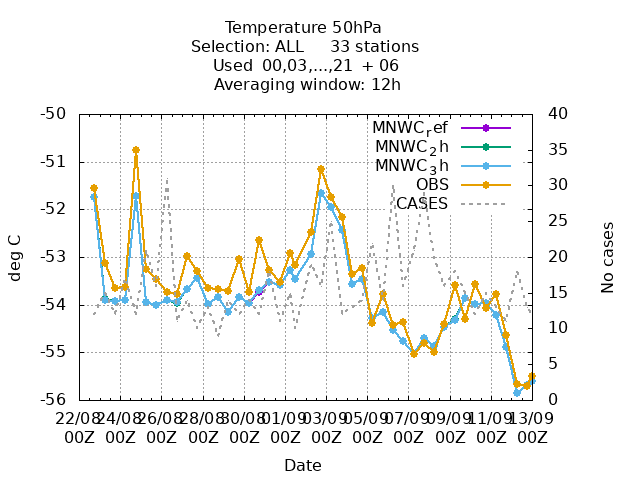 Temperature 50hPa
Selection: ALL 33 stations
Used 00,03,...,21 + 06
Averaging window: 12h
MNWC_ref
MNWC_2h
MNWC_3h
OBS
CASES
deg C
-50
-51
-52
-53
-54
-55
-56
No cases
40
35
30
25
20
15
10
5
0
22/08 24/08 26/08 28/08 30/08 01/09 03/09 05/09 07/09 09/09 11/09 13/09
00Z 00Z 00Z 00Z 00Z 00Z 00Z 00Z 00Z 00Z 00Z 00Z
Date